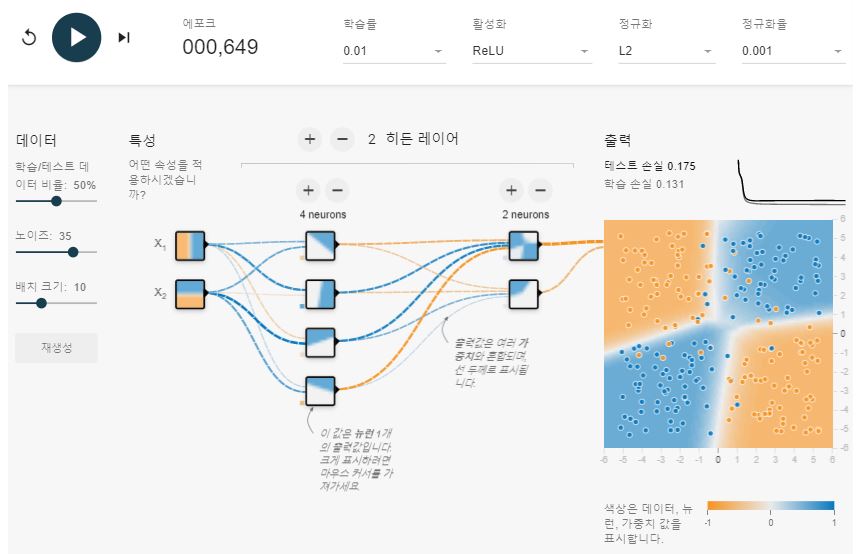 에포크
000,649
학습률
0.01
활성화
ReLU
정규화
L2
정규화율
0.001
데이터
학습/테스트 데
이터 비율: 50%
노이즈: 35
배치 크기: 10
재생성
특성
어떤 속성을 적
용하시겠습니
까?
X1
X2
2 히든 레이어
4 neurons
2 neurons
이 값은 뉴런 1개
의 출력값입니다.
크게 표시하려면
마우스 커서를 가
져가세요.
출력값은 여러 가
중치와 혼합되며,
선 두께로 표시됩
니다.
출력
테스트 손실 0.175
학습 손실 0.131
6
5
4
3
2
1
0
-1
-2
-3
-4
-5
-6
-6 -5 -4 -3 -2 -1 0 1 2 3 4 5 6
색상은 데이터, 뉴
런, 가중치 값을
표시합니다.
-1 0 1